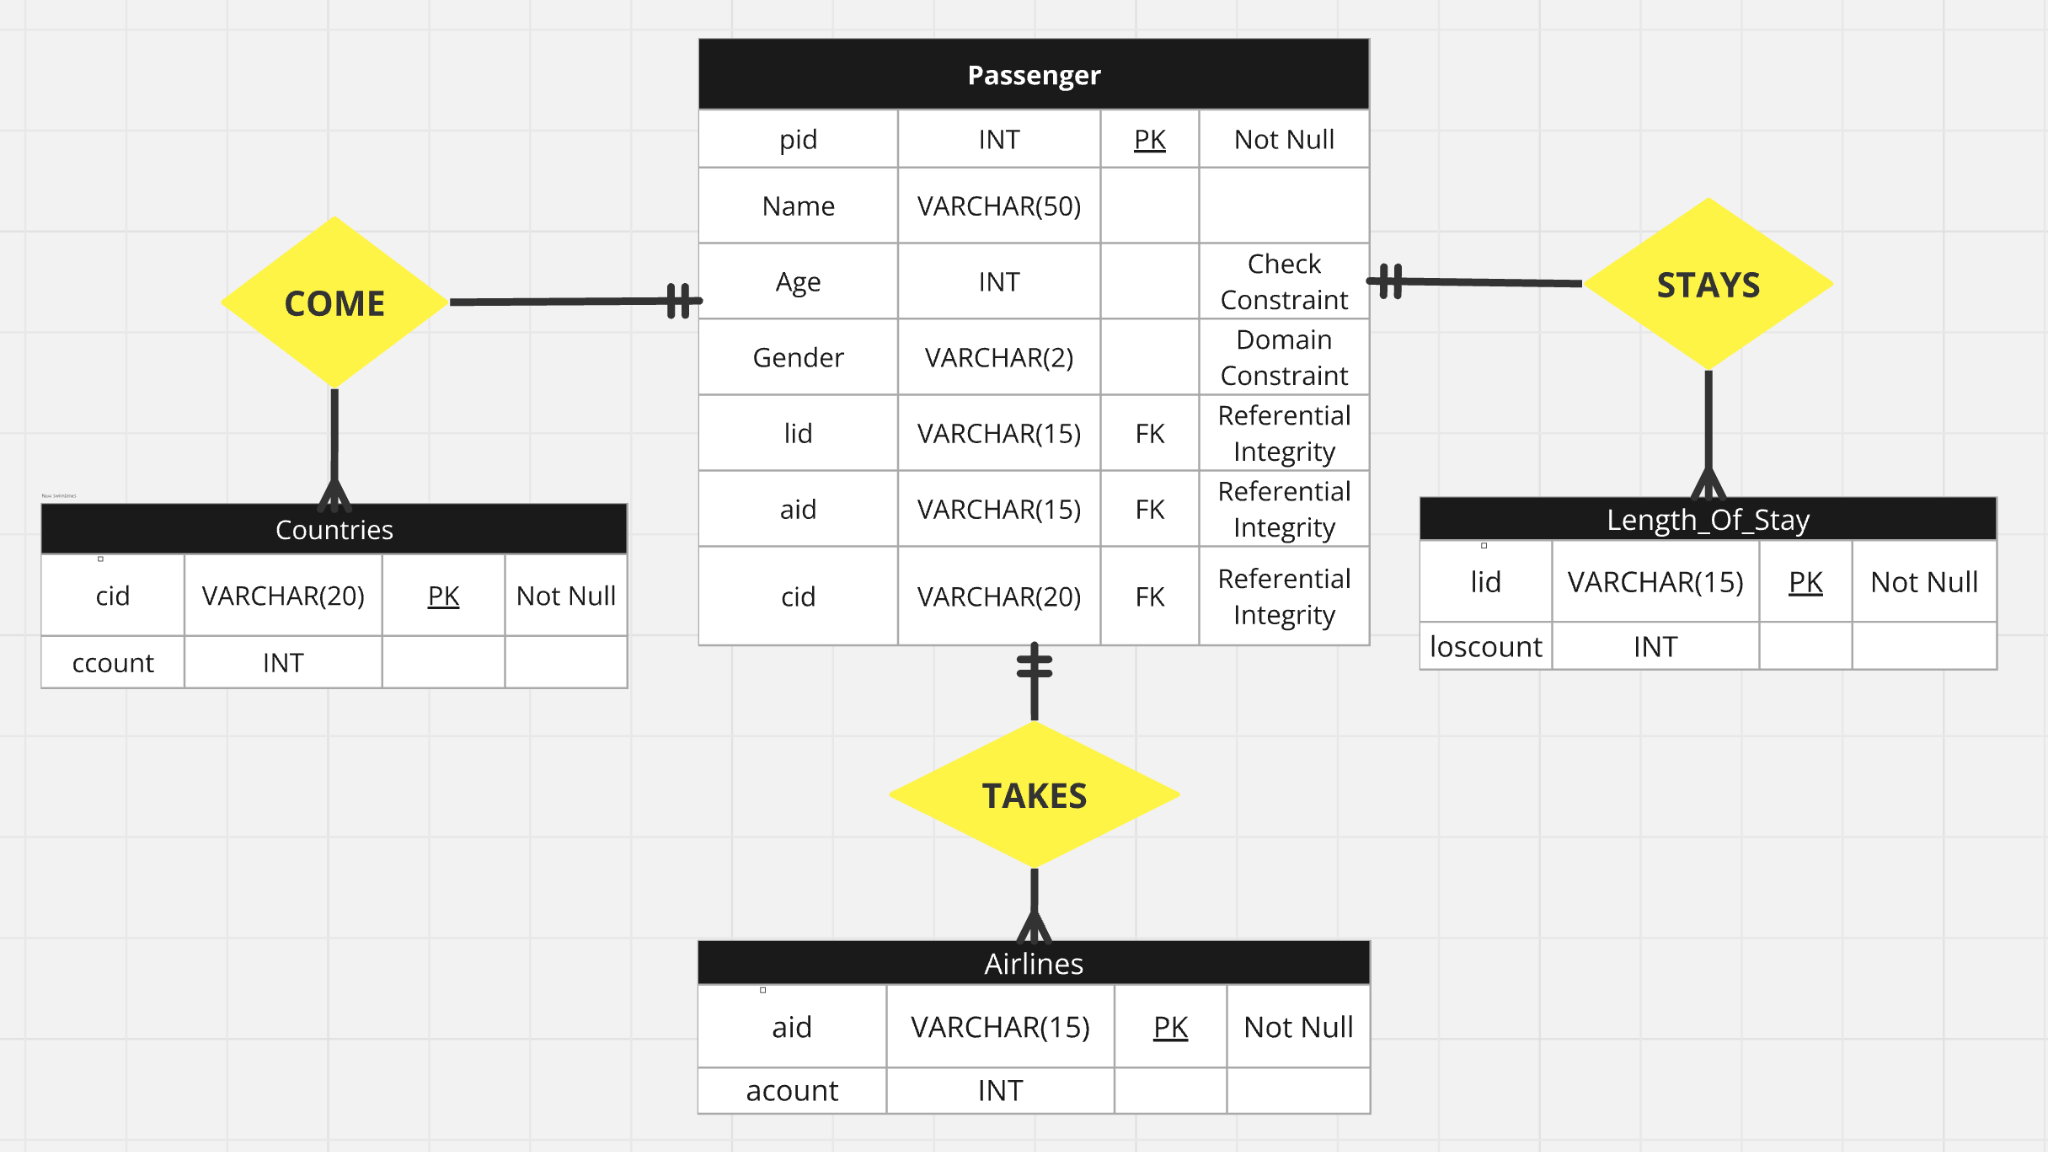 Passenger
pid INT PK Not Null
Name VARCHAR(50)
Age INT Check
Constraint
Gender VARCHAR(2) Domain
Constraint
lid VARCHAR(15) FK Referential
Integrity
aid VARCHAR(15) FK Referential
Integrity
cid VARCHAR(20) FK Referential
Integrity
COME
STAYS
Countries
cid VARCHAR(20) PK Not Null
ccount INT
Length_Of_Stay
lid VARCHAR(15) PK Not Null
loscount INT
TAKES
Airlines
aid VARCHAR(15) PK Not Null
acount INT